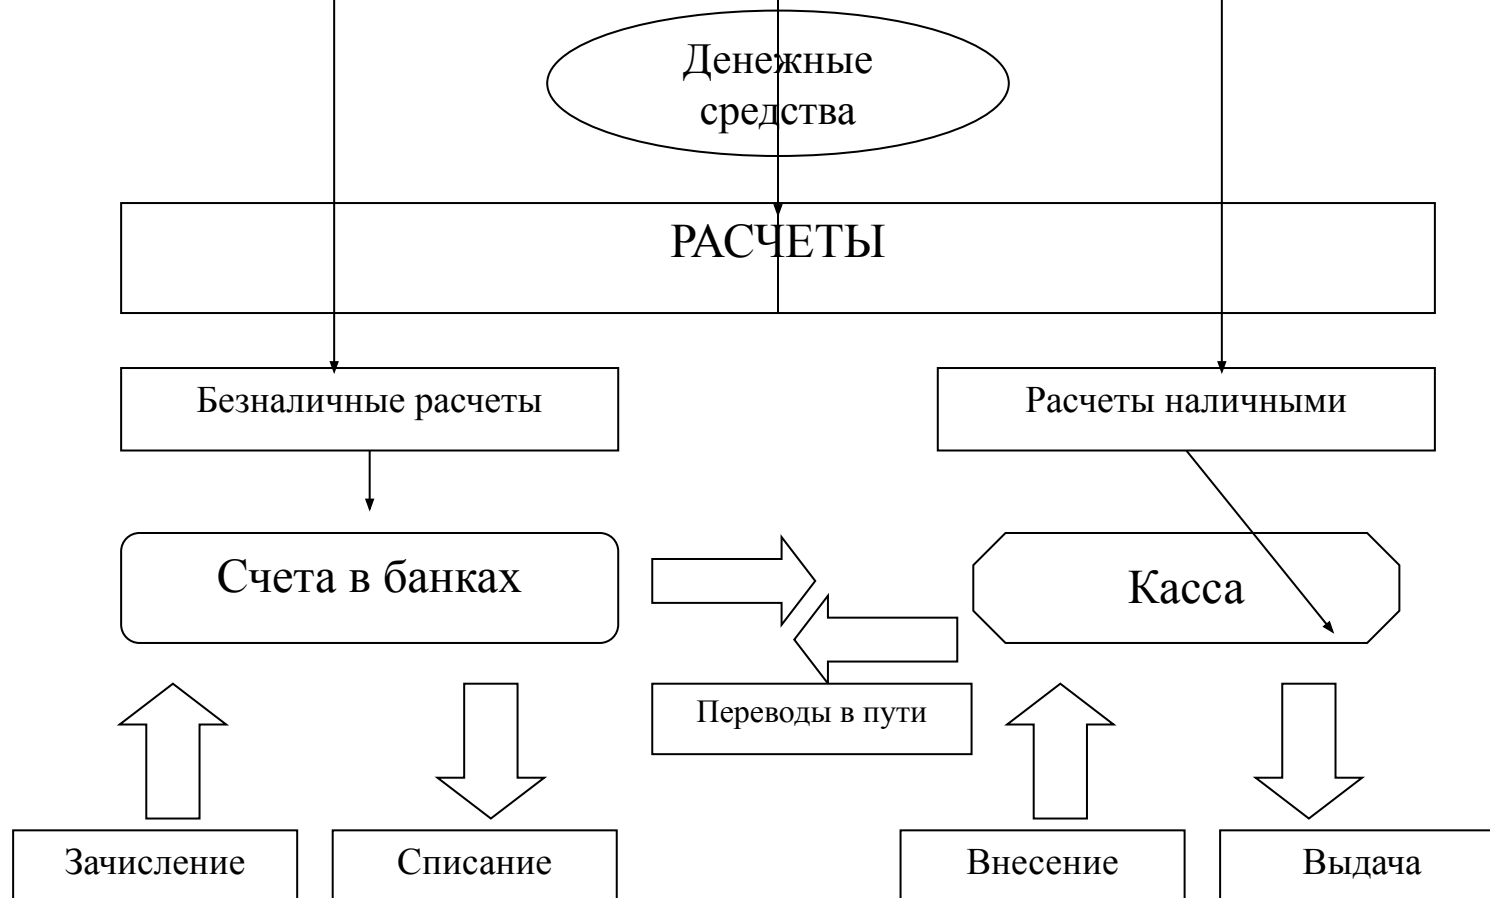 Денежные
средства
РАСЧЕТЫ
Безналичные расчеты
Расчеты наличными
Счета в банках
Касса
Переводы в пути
Зачисление
Списание
Внесение
Выдача